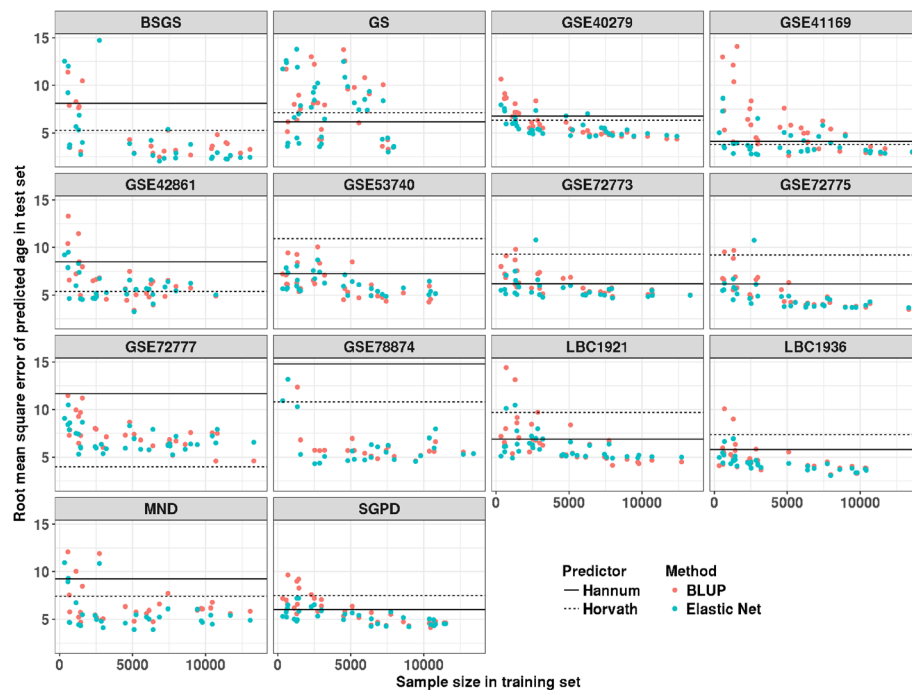 BSGS GS GSE40279 GSE41169
15
10
5
GSE42861 GSE53740 GSE72773 GSE72775
15
10
5
GSE72777 GSE78874 LBC1921 LBC1936
15
10
5
0 5000 10000 0 5000 10000
MND SGPD
15
10
5
0 5000 10000 0 5000 10000
Root mean square error of predicted age in test set
Sample size in training set
Predictor Method
Hannum BLUP
Horvath Elastic Net